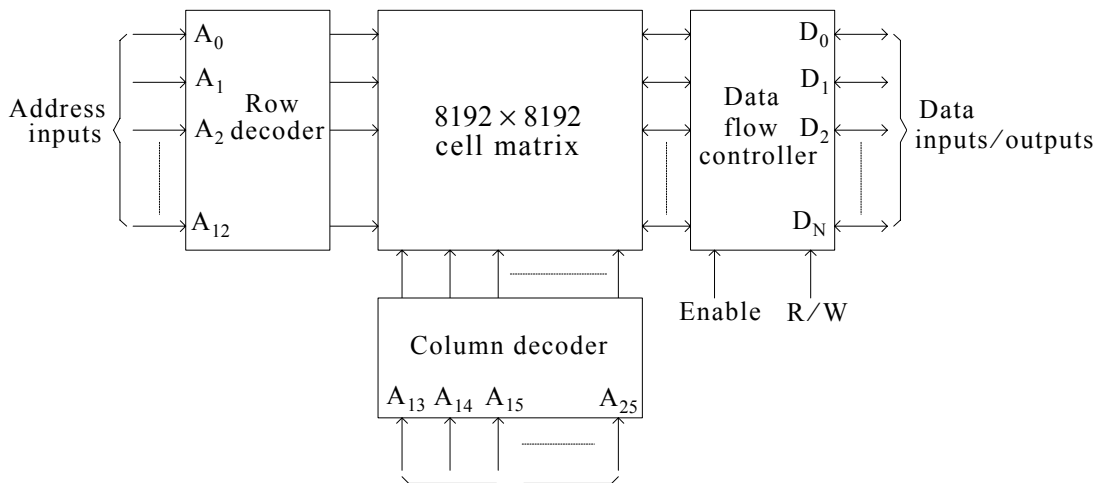 Address
inputs
A0
A1
A2
A12
Row
decoder
8192 × 8192
cell matrix
Data
flow
controller
D0
D1
D2
DN
Data
inputs/outputs
Enable
R/W
Column decoder
A13
A14
A15
A25